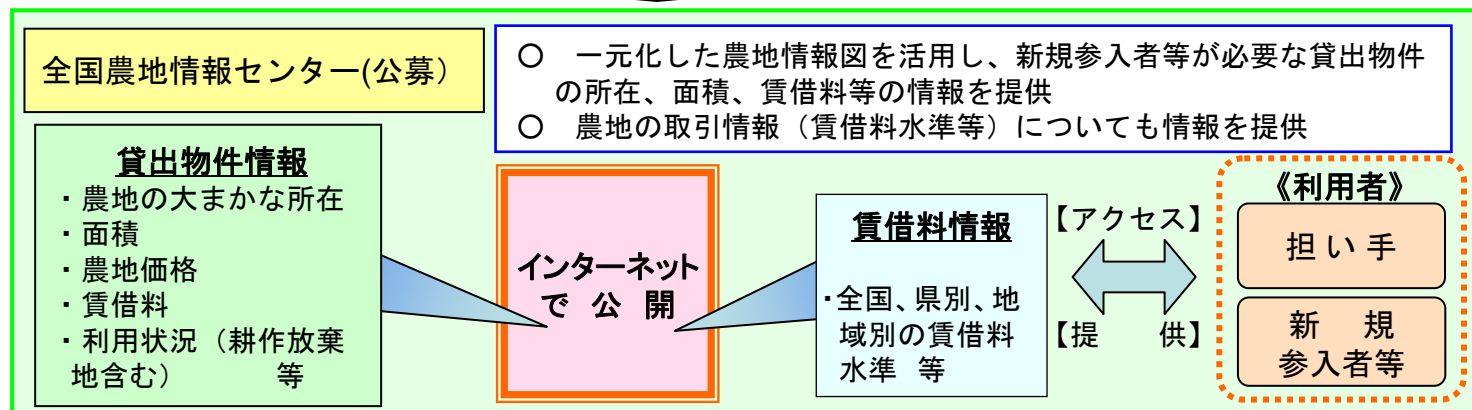 全国農地情報センター(公募）
○　一元化した農地情報図を活用し、新規参入者等が必要な貸出物件
の所在、面積、賃借料等の情報を提供
○　農地の取引情報（賃借料水準等）についても情報を提供
貸出物件情報
・農地の大まかな所在
・面積
・農地価格
・賃借料
・利用状況（耕作放棄
地含む）　　　　等
インターネット
で 公 開
賃借料情報
・全国、県別、地
域別の賃借料
水準 等
【アクセス】
【提　　供】
《利用者》
担 い 手
新　規
参入者等